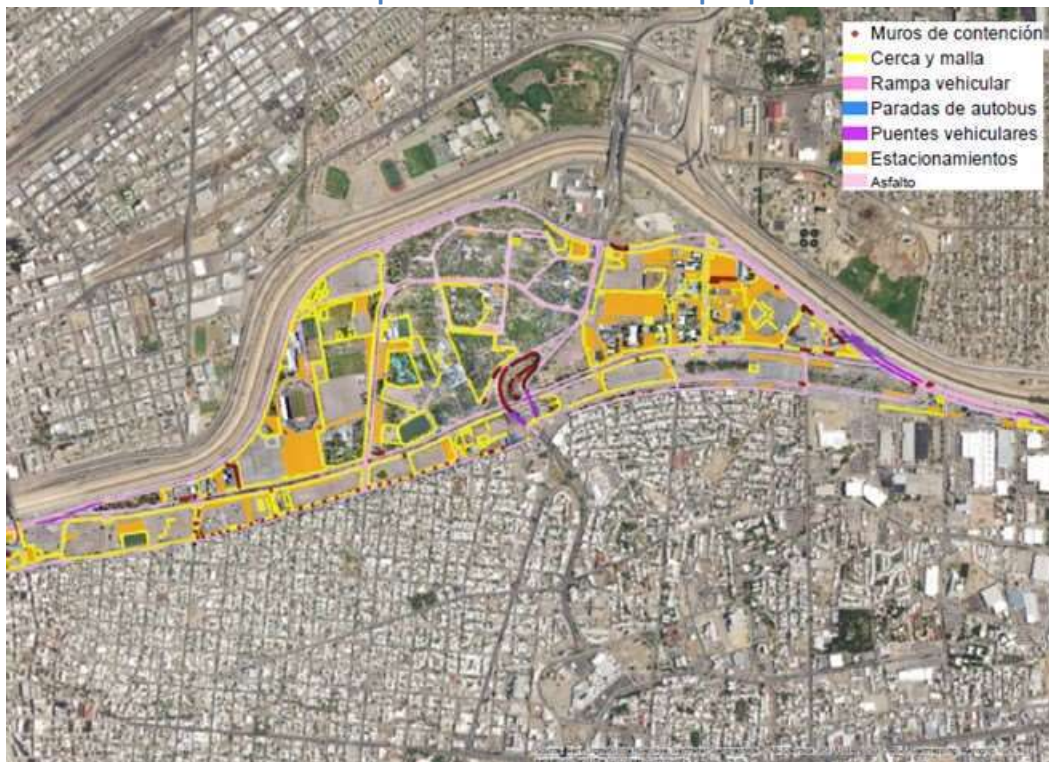 Muros de contención
Cerca y malla
Rampa vehicular
Paradas de autobus
Puentes vehiculares
Estacionamientos
Asfalto